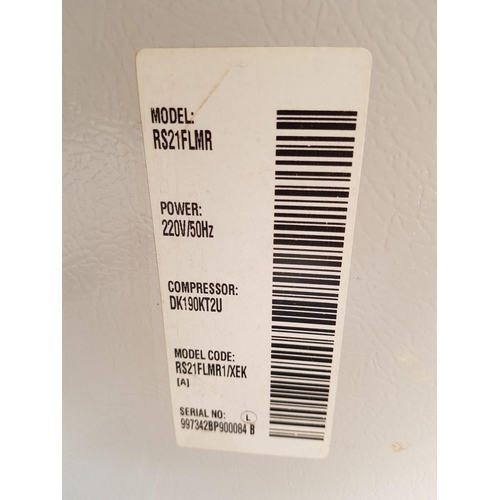 MODEL:
RS21FLMR
POWER:
220V/50Hz
COMPRESSOR:
DK190KT2U
MODEL CODE:
RS21FLMR1/XEK
[A]
SERIAL NO: L
997342BP900084 B